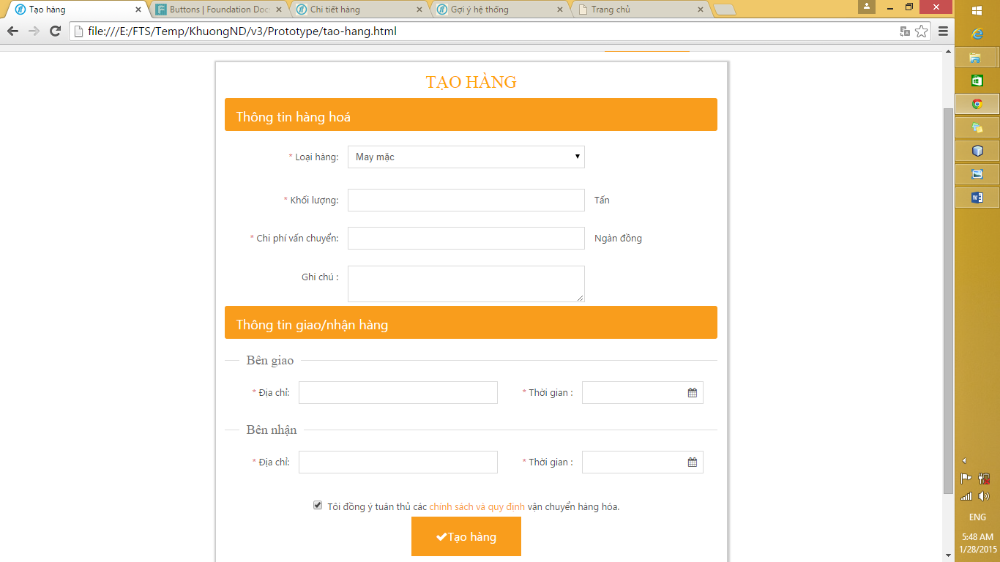 Tạo hàng
Buttons | Foundation Doc
Chi tiết hàng
Gợi ý hệ thống
Trang chủ
file:///E:/FTS/Temp/KhuongND/v3/Prototype/tao-hang.html
TẠO HÀNG
Thông tin hàng hoá
* Loại hàng: May mặc
* Khối lượng: Tấn
* Chi phí vấn chuyển: Ngàn đồng
Ghi chú :
Thông tin giao/nhận hàng
Bên giao
* Địa chỉ: * Thời gian :
Bên nhận
* Địa chỉ: * Thời gian :
Tôi đồng ý tuân thủ các chính sách và quy định vận chuyển hàng hóa.
Tạo hàng
ENG
5:48 AM
1/28/2015